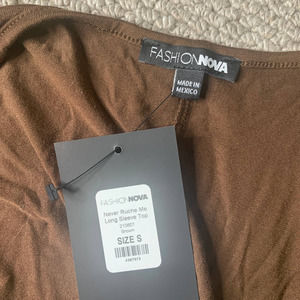 FASHIONNOVA
MADE IN
MEXICO
FASHIONNOVA
Never Ruche Me
Long Sleeve Top
Brown
SIZE S